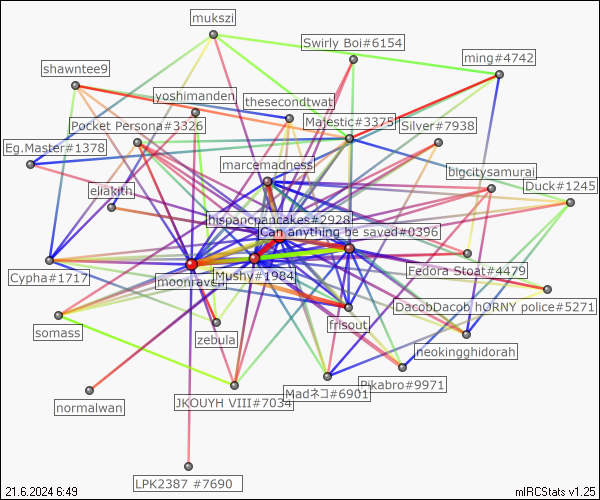 mukszi
Swirly Boi#6154
ming#4742
shawntee9
yoshimanden
thesecondtwat
Pocket Persona#3326
Majestic#3375
Silver#7938
Eg.Master#1378
marcemadness
bigcitysamurai
Duck#1245
eliakith
hispancpancakes#2928
Can anything be saved#0396
Cypha#1717
moonraven
Mushy#1984
Fedora Stoat#4479
DacobDacob hORNY police#5271
somass
zebula
frisout
neokingghidorah
normalwan
JKOUYH VIII#7034
Madネコ#6901
Pikabro#9971
LPK2387 #7690
21.6.2024 6:49
mIRCStats v1.25